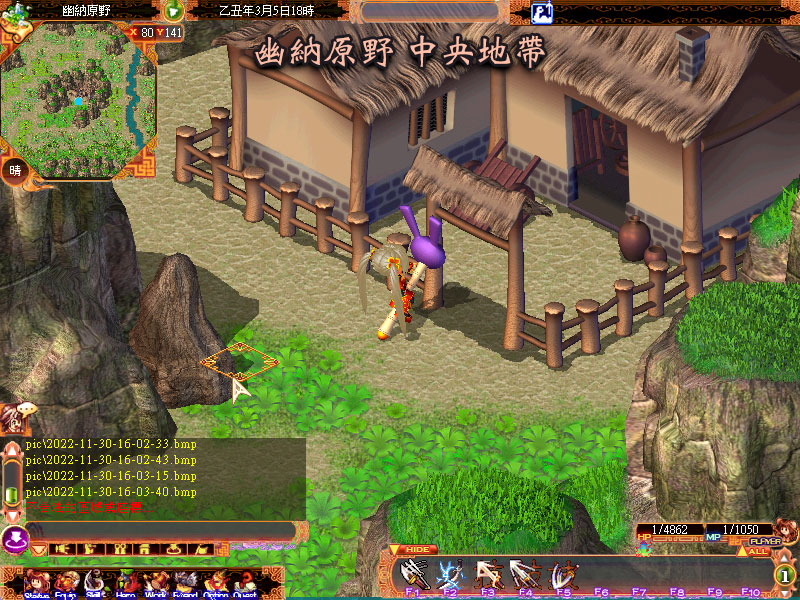 幽納原野
乙丑年3月5日18時
X 80 Y 141
幽納原野 中央地帶
晴
pic\2022-11-30-16-02-33.bmp
pic\2022-11-30-16-02-43.bmp
pic\2022-11-30-16-03-15.bmp
pic\2022-11-30-16-03-40.bmp
HIDE
HP 1/4862 MP 1/1050
PLAYER
ALL
1
F1 F2 F3 F4 F5 F6 F7 F8 F9 F10
Status Equip Skill Hero Work Friend Option Quest